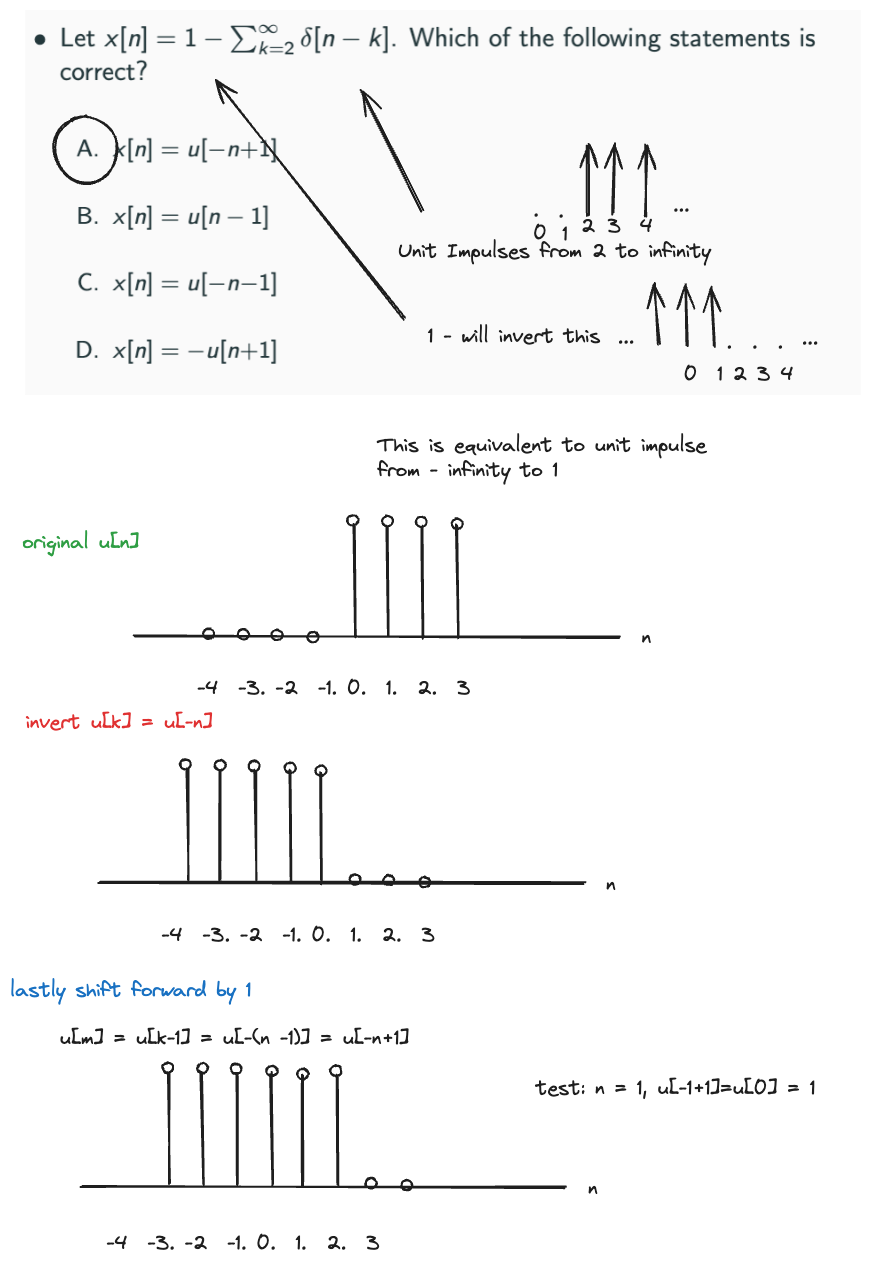 • Let x[n] = 1 − ∑_{k=2}^{∞} δ[n − k]. Which of the following statements is
correct?
A. x[n] = u[−n+1]
B. x[n] = u[n − 1]
C. x[n] = u[−n−1]
D. x[n] = −u[n+1]
0 1 2 3 4 ...
Unit Impulses from 2 to infinity
1 - will invert this ... ...
0 1 2 3 4
This is equivalent to unit impulse
from - infinity to 1
original u[n]
n
-4 -3. -2 -1. 0. 1. 2. 3
invert u[k] = u[-n]
n
-4 -3. -2 -1. 0. 1. 2. 3
lastly shift forward by 1
u[m] = u[k-1] = u[-(n -1)] = u[-n+1]
test: n = 1, u[-1+1]=u[0] = 1
n
-4 -3. -2 -1. 0. 1. 2. 3